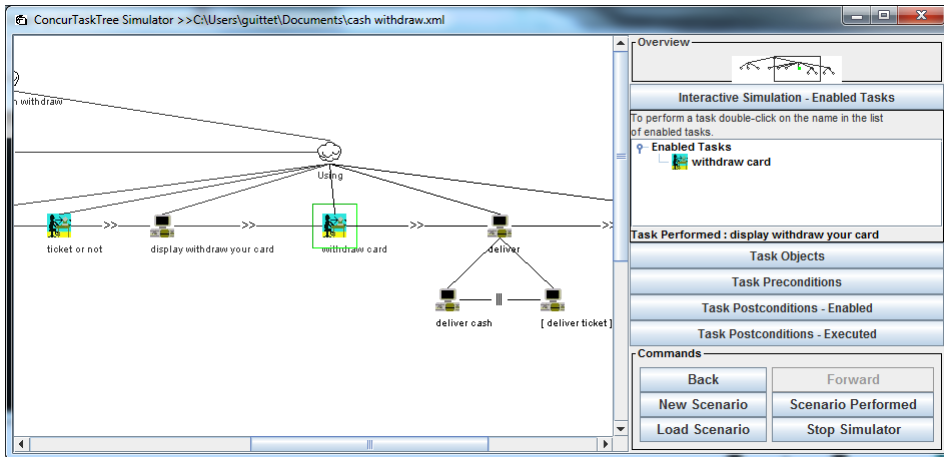 ConcurTaskTree Simulator >>C:\Users\guittet\Documents\cash withdraw.xml
withdraw
Using
ticket or not
>>
display withdraw your card
>>
withdraw card
>>
deliver
>>
deliver cash
|||
[ deliver ticket ]
Overview
Interactive Simulation - Enabled Tasks
To perform a task double-click on the name in the list
of enabled tasks.
Enabled Tasks
withdraw card
Task Performed : display withdraw your card
Task Objects
Task Preconditions
Task Postconditions - Enabled
Task Postconditions - Executed
Commands
Back
Forward
New Scenario
Scenario Performed
Load Scenario
Stop Simulator